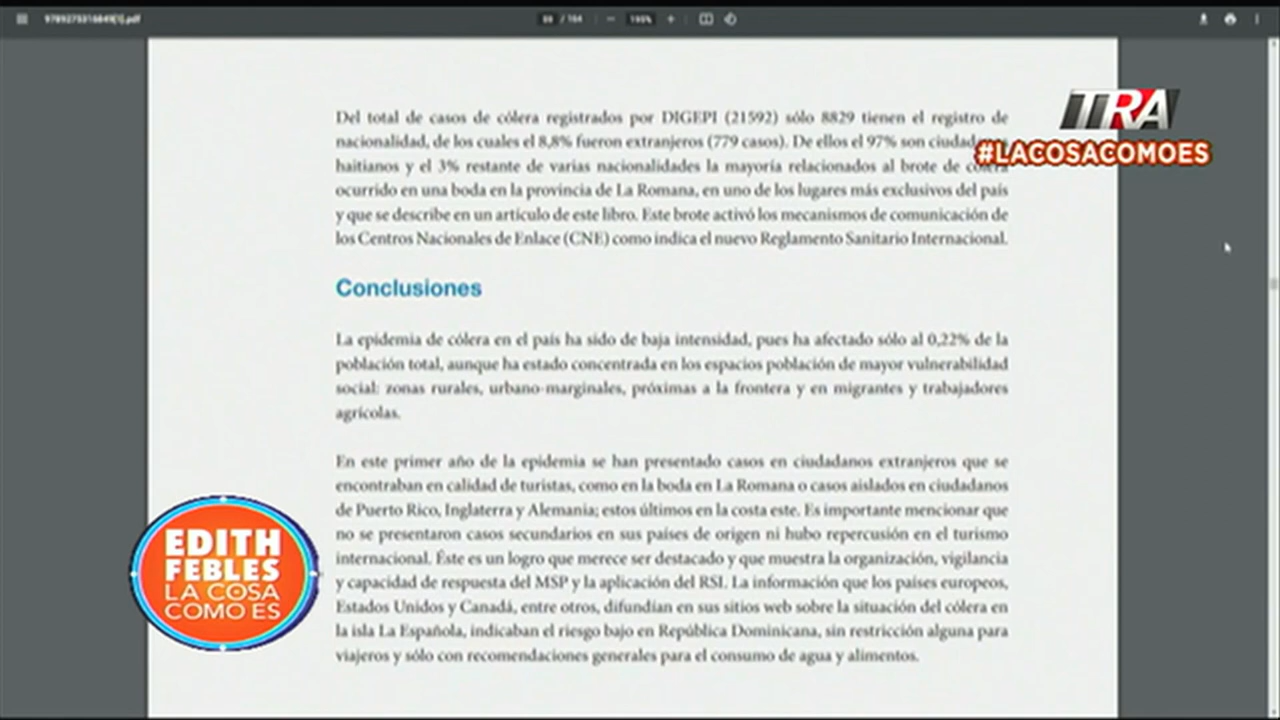 9789275316849[1].pdf
/ 164
TRA
#LACOSACOMOES
Del total de casos de cólera registrados por DIGEPI (21592) sólo 8829 tienen el registro de
nacionalidad, de los cuales el 8,8% fueron extranjeros (779 casos). De ellos el 97% son
haitianos y el 3% restante de varias nacionalidades la mayoría relacionados al brote de cólera
ocurrido en una boda en la provincia de La Romana, en uno de los lugares más exclusivos del país
y que se describe en un artículo de este libro. Este brote activó los mecanismos de comunicación de
los Centros Nacionales de Enlace (CNE) como indica el nuevo Reglamento Sanitario Internacional.
Conclusiones
La epidemia de cólera en el país ha sido de baja intensidad, pues ha afectado sólo al 0,22% de la
población total, aunque ha estado concentrada en los espacios población de mayor vulnerabilidad
social: zonas rurales, urbano-marginales, próximas a la frontera y en migrantes y trabajadores
agrícolas.
En este primer año de la epidemia se han presentado casos en ciudadanos extranjeros que se
encontraban en calidad de turistas, como en la boda en La Romana o casos aislados en ciudadanos
de Puerto Rico, Inglaterra y Alemania; estos últimos en la costa este. Es importante mencionar que
no se presentaron casos secundarios en sus países de origen ni hubo repercusión en el turismo
internacional. Éste es un logro que merece ser destacado y que muestra la organización, vigilancia
y capacidad de respuesta del MSP y la aplicación del RSI. La información que los países europeos,
Estados Unidos y Canadá, entre otros, difundían en sus sitios web sobre la situación del cólera en
la isla La Española, indicaban el riesgo bajo en República Dominicana, sin restricción alguna para
viajeros y sólo con recomendaciones generales para el consumo de agua y alimentos.
EDITH
FEBLES
LA COSA
COMO ES